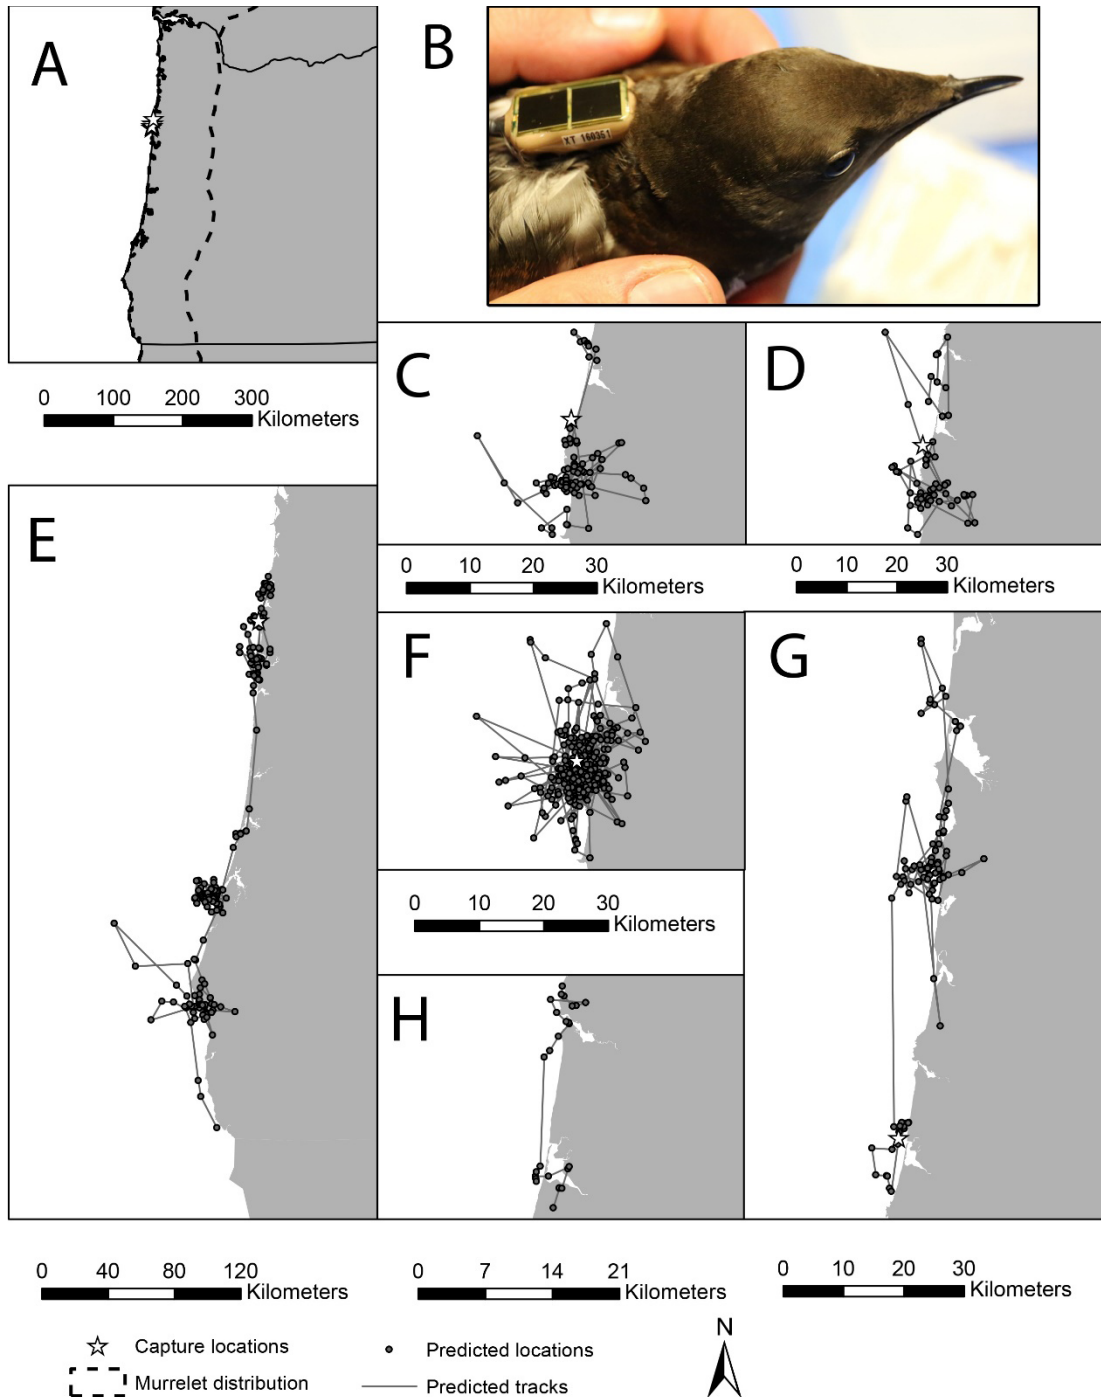 A
B
XT 160351
0 100 200 300
Kilometers
C
D
0 10 20 30
Kilometers
0 10 20 30
Kilometers
E
F
G
0 10 20 30
Kilometers
H
0 40 80 120
Kilometers
0 7 14 21
Kilometers
0 10 20 30
Kilometers
Capture locations
Predicted locations
N
Murrelet distribution
Predicted tracks